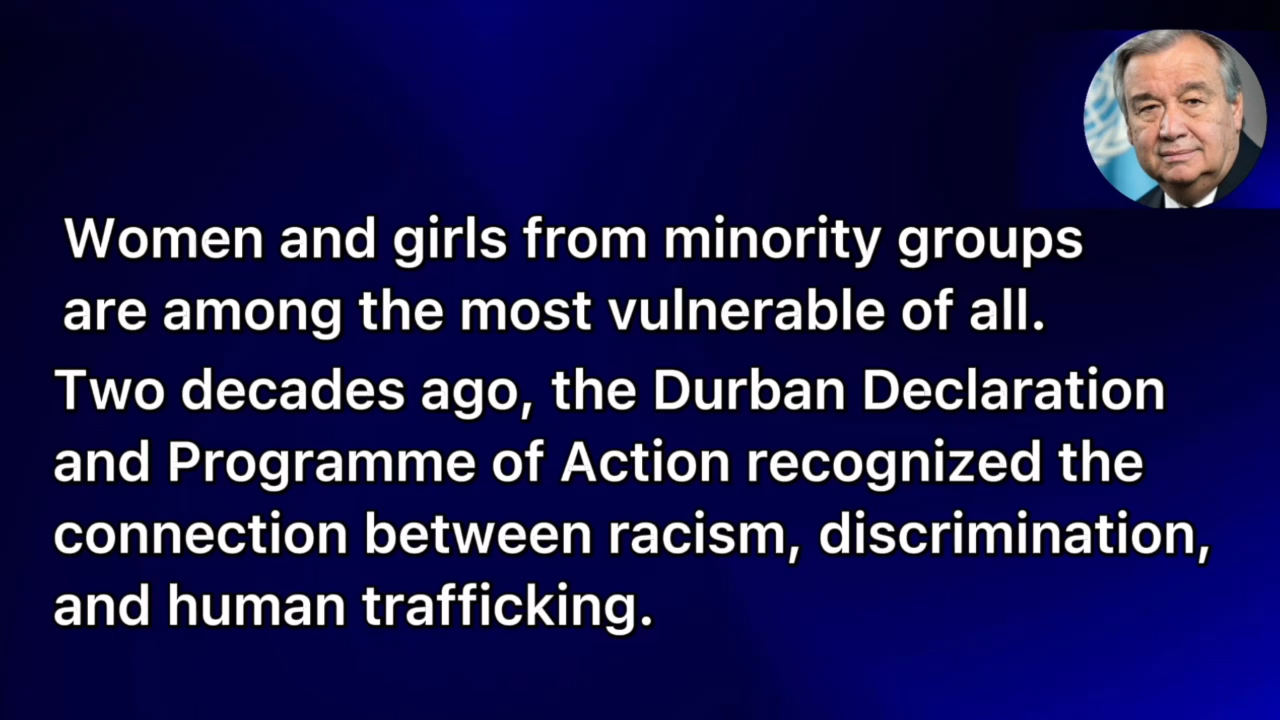 Women and girls from minority groups
are among the most vulnerable of all.
Two decades ago, the Durban Declaration
and Programme of Action recognized the
connection between racism, discrimination,
and human trafficking.